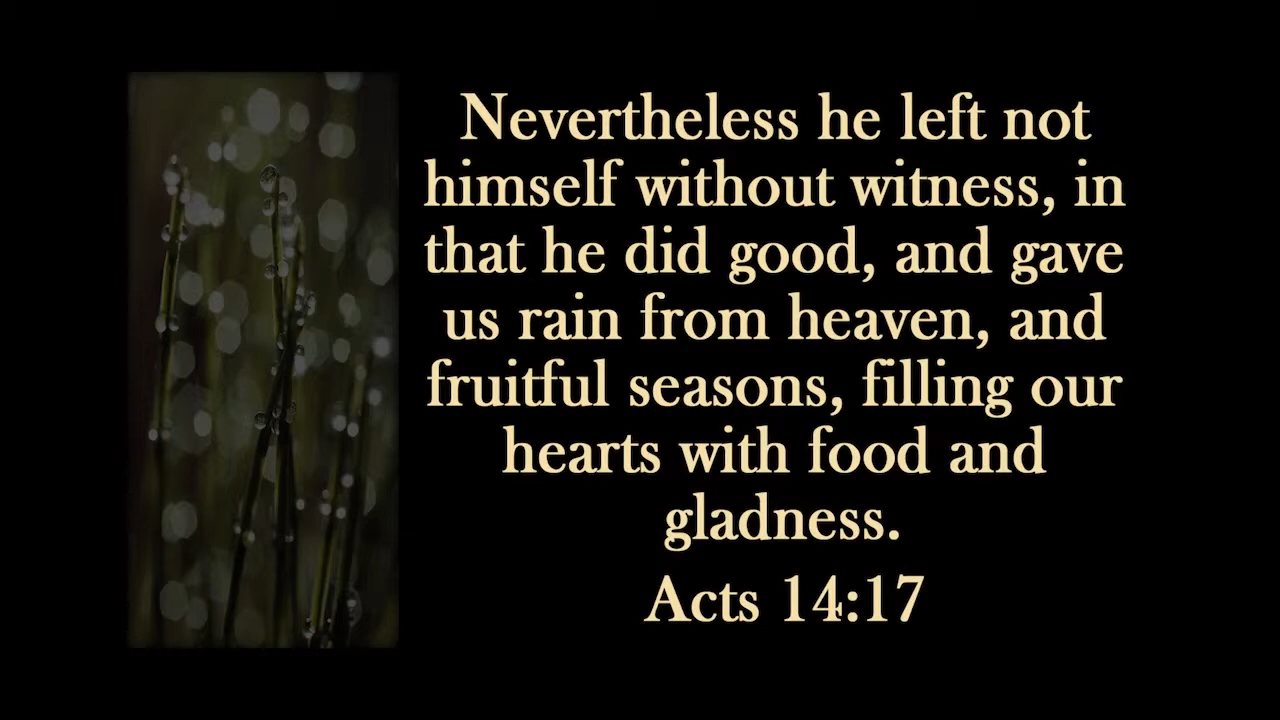 Nevertheless he left not
himself without witness, in
that he did good, and gave
us rain from heaven, and
fruitful seasons, filling our
hearts with food and
gladness.
Acts 14:17